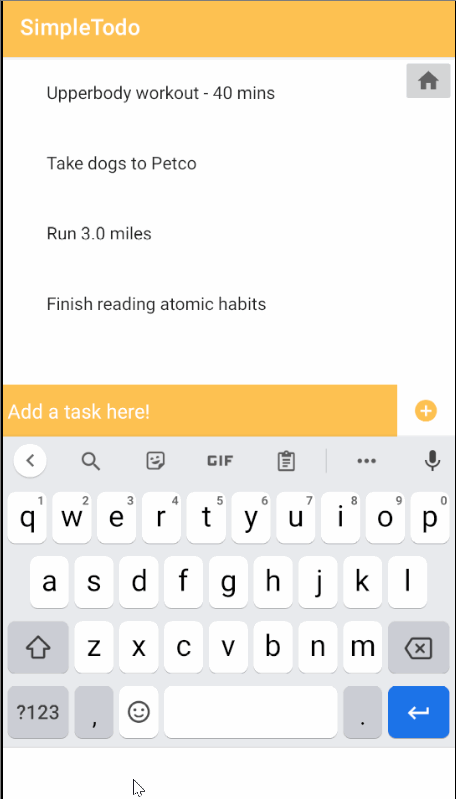 SimpleTodo
Upperbody workout - 40 mins
Take dogs to Petco
Run 3.0 miles
Finish reading atomic habits
Add a task here!
GIF
1 2 3 4 5 6 7 8 9 0
q w e r t y u i o p
a s d f g h j k l
z x c v b n m
?123 , .